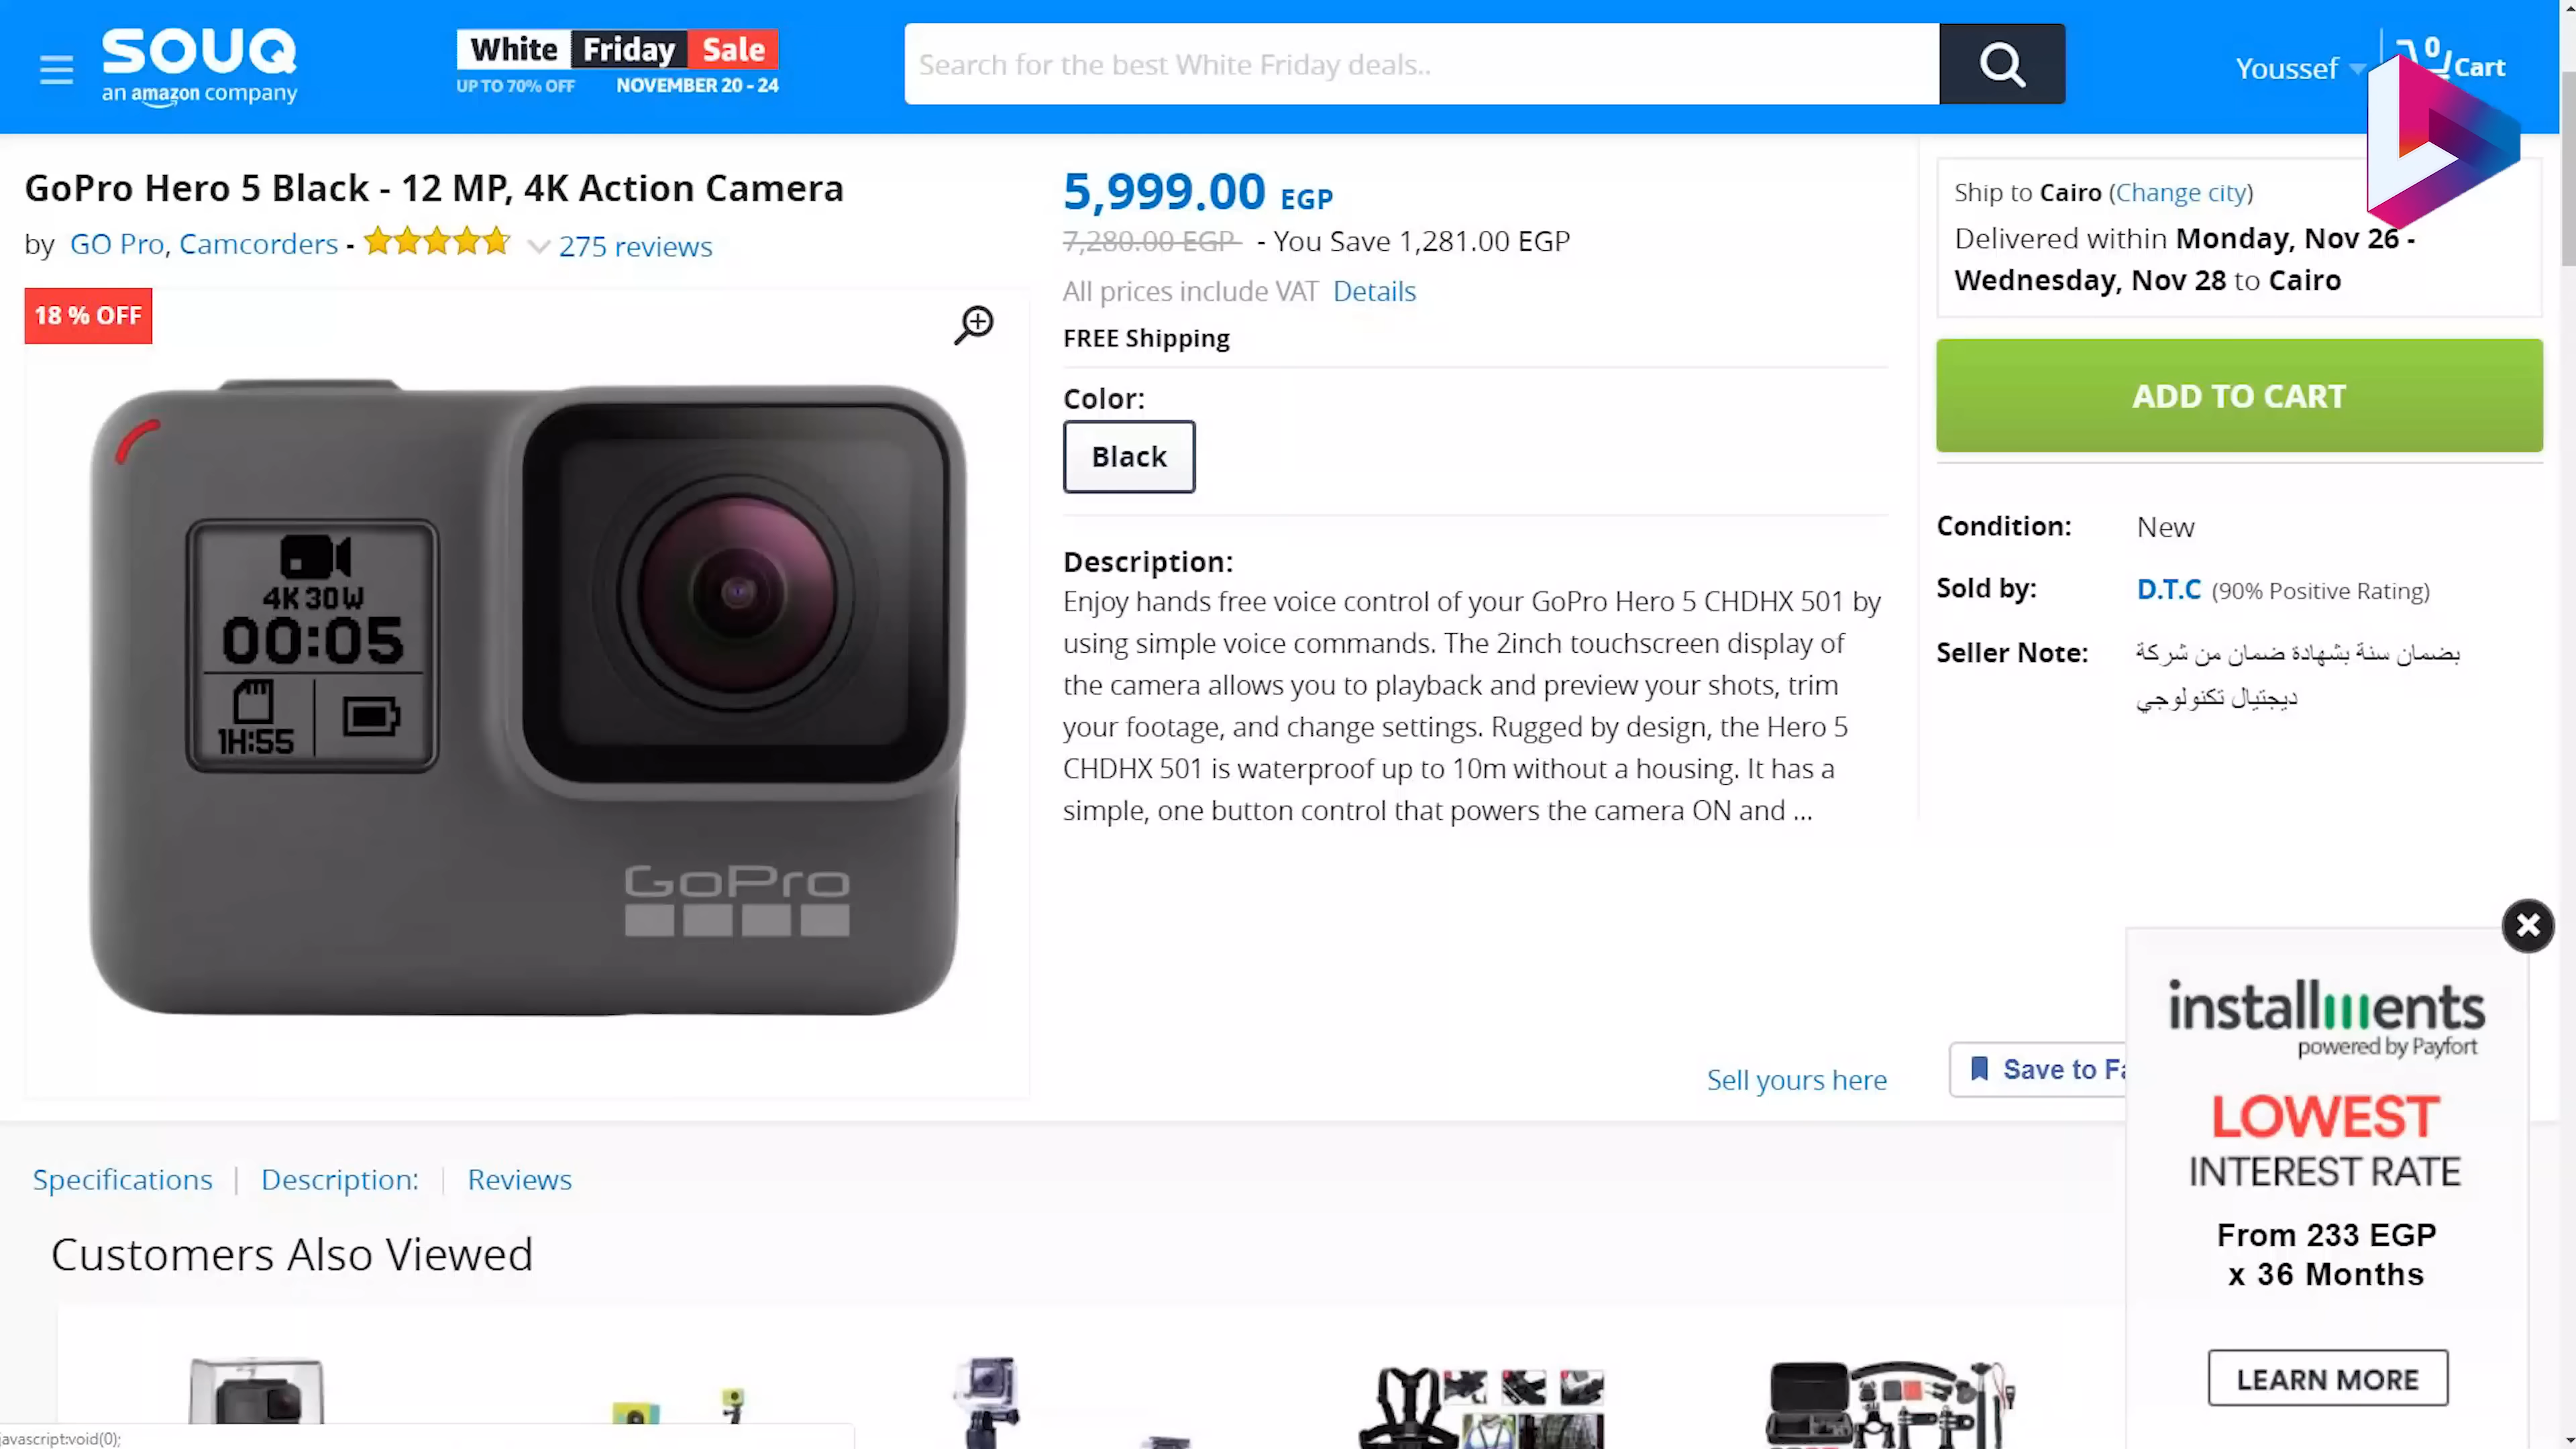 SOUQ
an amazon company
White Friday Sale
UP TO 70% OFF NOVEMBER 20 - 24
Search for the best White Friday deals..
Youssef
0
Cart
GoPro Hero 5 Black - 12 MP, 4K Action Camera
by GO Pro, Camcorders -
275 reviews
18 % OFF
4K 30W
00:05
1H:55
GoPro
5,999.00 EGP
7,280.00 EGP - You Save 1,281.00 EGP
All prices include VAT Details
FREE Shipping
Color:
Black
Description:
Enjoy hands free voice control of your GoPro Hero 5 CHDHX 501 by
using simple voice commands. The 2inch touchscreen display of
the camera allows you to playback and preview your shots, trim
your footage, and change settings. Rugged by design, the Hero 5
CHDHX 501 is waterproof up to 10m without a housing. It has a
simple, one button control that powers the camera ON and ...
Sell yours here
Ship to Cairo (Change city)
Delivered within Monday, Nov 26 -
Wednesday, Nov 28 to Cairo
ADD TO CART
Condition: New
Sold by: D.T.C (90% Positive Rating)
Seller Note: بضمان سنة بشهادة ضمان من شركة
ديجتيال تكنولوجي
Save to Fa
installments
powered by Payfort
LOWEST
INTEREST RATE
From 233 EGP
x 36 Months
LEARN MORE
Specifications | Description: | Reviews
Customers Also Viewed
javascript:void(0);